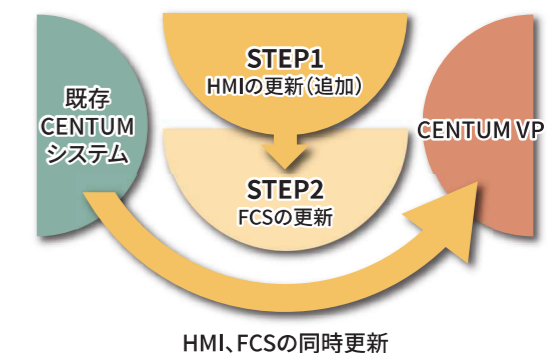 既存
CENTUM
システム
STEP1
HMIの更新(追加)
STEP2
FCSの更新
CENTUM VP
HMI、FCSの同時更新